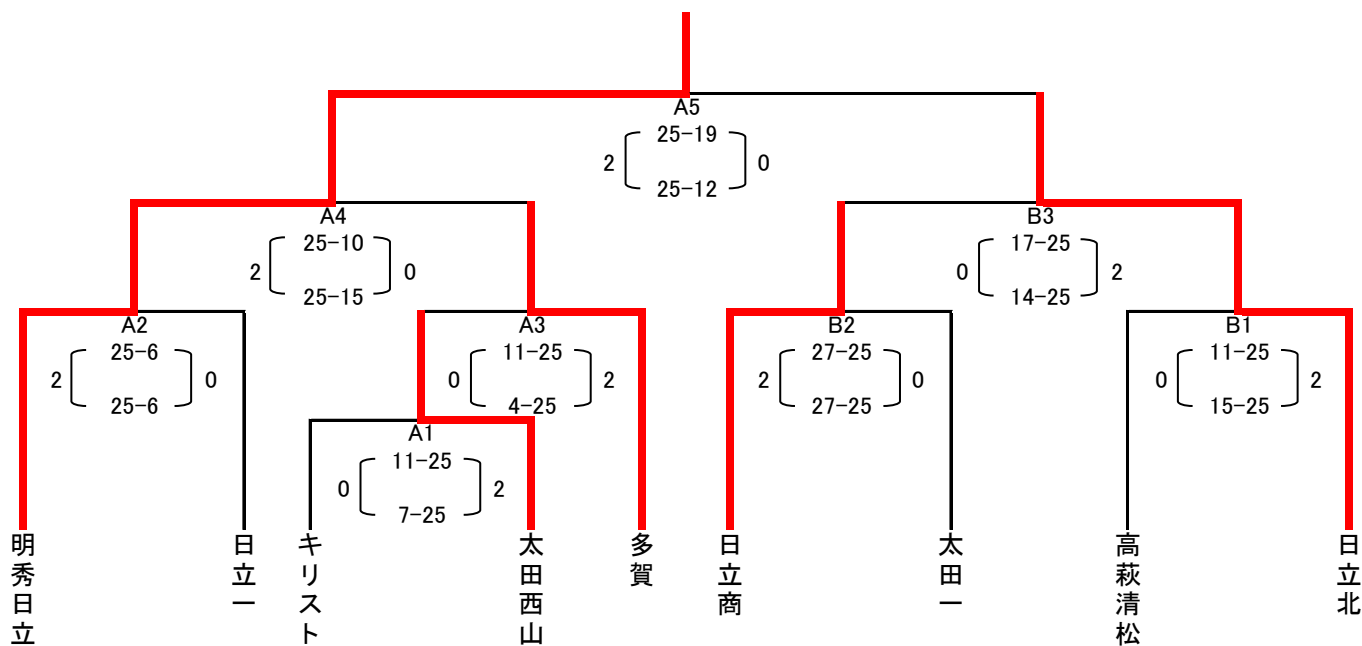 A5
25-19
2 0
25-12
A4
25-10
2 0
25-15
B3
17-25
0 2
14-25
A2
25-6
2 0
25-6
A3
11-25
0 2
4-25
B2
27-25
2 0
27-25
B1
11-25
0 2
15-25
A1
11-25
0 2
7-25
明秀日立
日立一
キリスト
太田西山
多賀
日立商
太田一
高萩清松
日立北